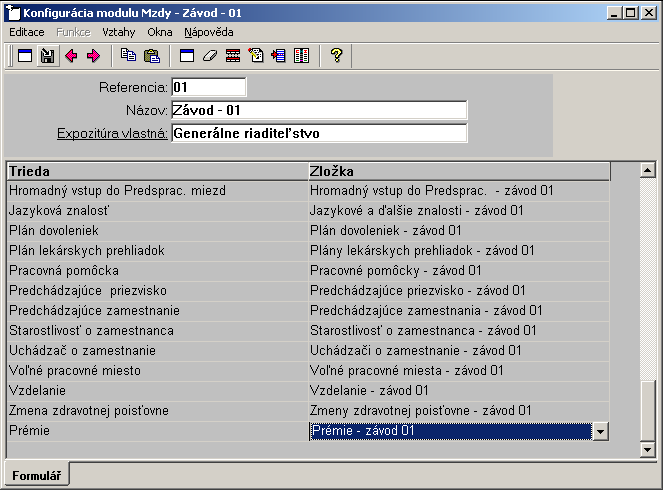 Konfigurácia modulu Mzdy - Závod - 01
Editace Funkce Vztahy Okna Nápověda
Referencia: 01
Názov: Závod - 01
Expozitúra vlastná: Generálne riaditeľstvo
Trieda Zložka
Hromadný vstup do Predsprac. miezd Hromadný vstup do Predsprac. - závod 01
Jazyková znalosť Jazykové a ďalšie znalosti - závod 01
Plán dovoleniek Plán dovoleniek - závod 01
Plán lekárskych prehliadok Plány lekárskych prehliadok - závod 01
Pracovná pomôcka Pracovné pomôcky - závod 01
Predchádzajúce priezvisko Predchádzajúce priezvisko - závod 01
Predchádzajúce zamestnanie Predchádzajúce zamestnania - závod 01
Starostlivosť o zamestnanca Starostlivosť o zamestnanca - závod 01
Uchádzač o zamestnanie Uchádzači o zamestnanie - závod 01
Voľné pracovné miesto Voľné pracovné miesta - závod 01
Vzdelanie Vzdelanie - závod 01
Zmena zdravotnej poisťovne Zmeny zdravotnej poisťovne - závod 01
Prémie Prémie - závod 01
Formulář